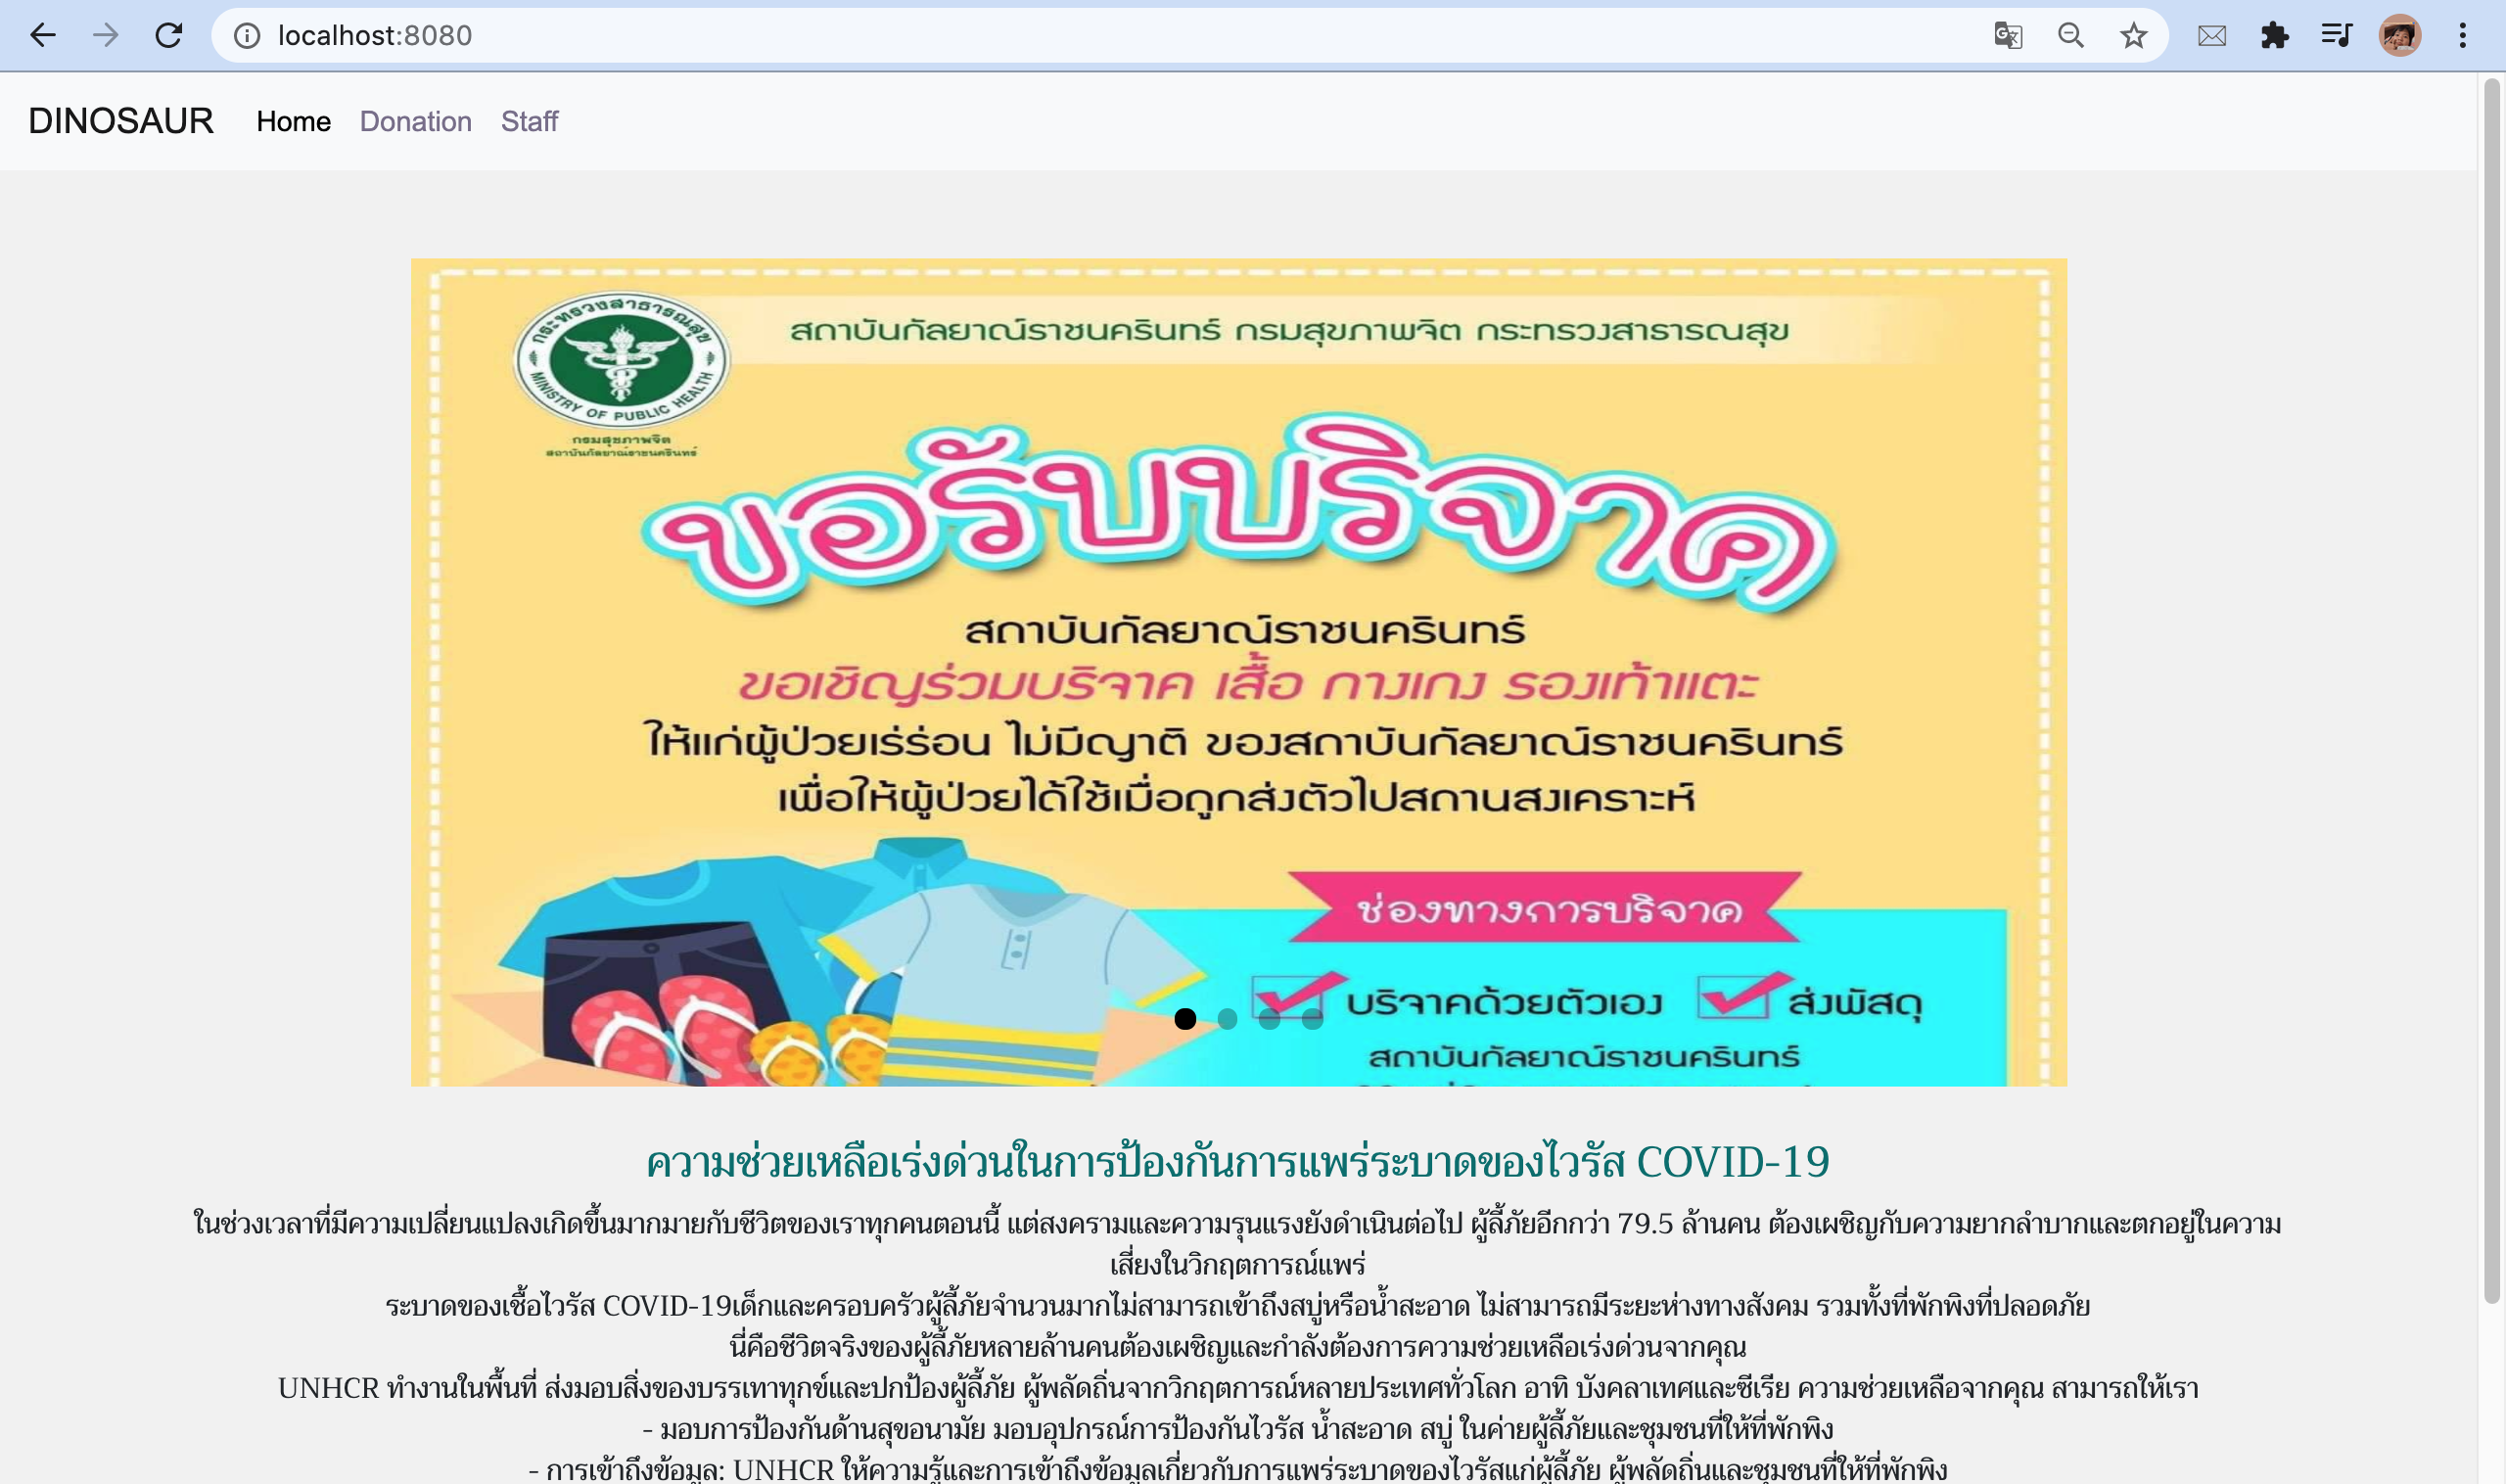 localhost:8080
DINOSAUR Home Donation Staff
กระทรวงสาธารณสุข
MINISTRY OF PUBLIC HEALTH
กรมสุขภาพจิต
สถาบันกัลยาณ์ราชนครินทร์
สถาบันกัลยาณ์ราชนครินทร์ กรมสุขภาพจิต กระทรวงสาธารณสุข
ขอรับบริจาค
สถาบันกัลยาณ์ราชนครินทร์
ขอเชิญร่วมบริจาค เสื้อ กางเกง รองเท้าแตะ
ให้แก่ผู้ป่วยเร่ร่อน ไม่มีญาติ ของสถาบันกัลยาณ์ราชนครินทร์
เพื่อให้ผู้ป่วยได้ใช้เมื่อถูกส่งตัวไปสถานสงเคราะห์
ช่องทางการบริจาค
บริจาคด้วยตัวเอง ส่งพัสดุ
สถาบันกัลยาณ์ราชนครินทร์
ความช่วยเหลือเร่งด่วนในการป้องกันการแพร่ระบาดของไวรัส COVID-19
ในช่วงเวลาที่มีความเปลี่ยนแปลงเกิดขึ้นมากมายกับชีวิตของเราทุกคนตอนนี้ แต่สงครามและความรุนแรงยังดำเนินต่อไป ผู้ลี้ภัยอีกกว่า 79.5 ล้านคน ต้องเผชิญกับความยากลำบากและตกอยู่ในความ
เสี่ยงในวิกฤตการณ์แพร่
ระบาดของเชื้อไวรัส COVID-19เด็กและครอบครัวผู้ลี้ภัยจำนวนมากไม่สามารถเข้าถึงสบู่หรือน้ำสะอาด ไม่สามารถมีระยะห่างทางสังคม รวมทั้งที่พักพิงที่ปลอดภัย
นี่คือชีวิตจริงของผู้ลี้ภัยหลายล้านคนต้องเผชิญและกำลังต้องการความช่วยเหลือเร่งด่วนจากคุณ
UNHCR ทำงานในพื้นที่ ส่งมอบสิ่งของบรรเทาทุกข์และปกป้องผู้ลี้ภัย ผู้พลัดถิ่นจากวิกฤตการณ์หลายประเทศทั่วโลก อาทิ บังคลาเทศและซีเรีย ความช่วยเหลือจากคุณ สามารถให้เรา
- มอบการป้องกันด้านสุขอนามัย มอบอุปกรณ์การป้องกันไวรัส น้ำสะอาด สบู่ ในค่ายผู้ลี้ภัยและชุมชนที่ให้ที่พักพิง
- การเข้าถึงข้อมูล: UNHCR ให้ความรู้และการเข้าถึงข้อมูลเกี่ยวกับการแพร่ระบาดของไวรัสแก่ผู้ลี้ภัย ผู้พลัดถิ่นและชุมชนที่ให้ที่พักพิง